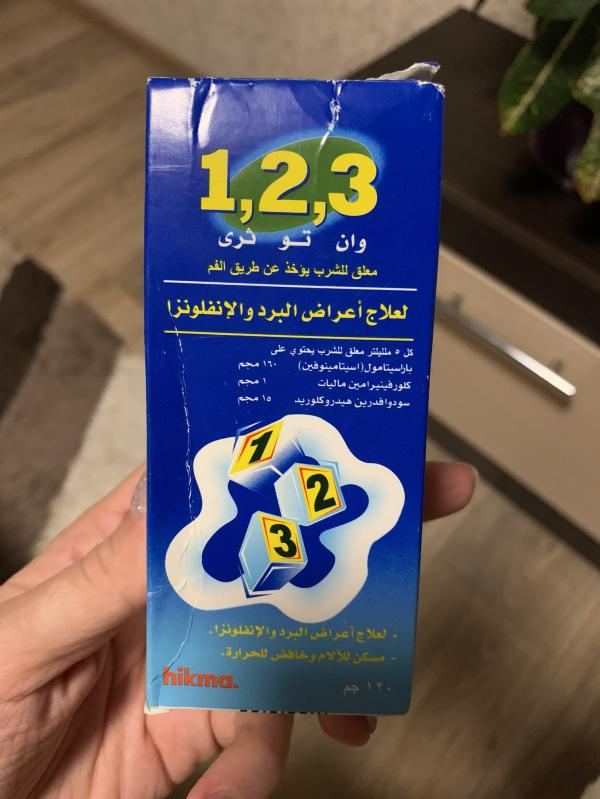 1,2,3
وان تو ثرى
معلق للشرب يؤخذ عن طريق الفم
لعلاج أعراض البرد والإنفلونزا
كل ٥ ملليلتر معلق للشرب يحتوي على
باراسيتامول (اسيتامينوفين) ١٦٠ مجم
كلورفينيرامين ماليات ١ مجم
سودوافدرين هيدروكلوريد ١٥ مجم
1
2
3
- لعلاج أعراض البرد والإنفلونزا.
- مسكن للآلام وخافض للحرارة.
hikma.
١٢٠ جم